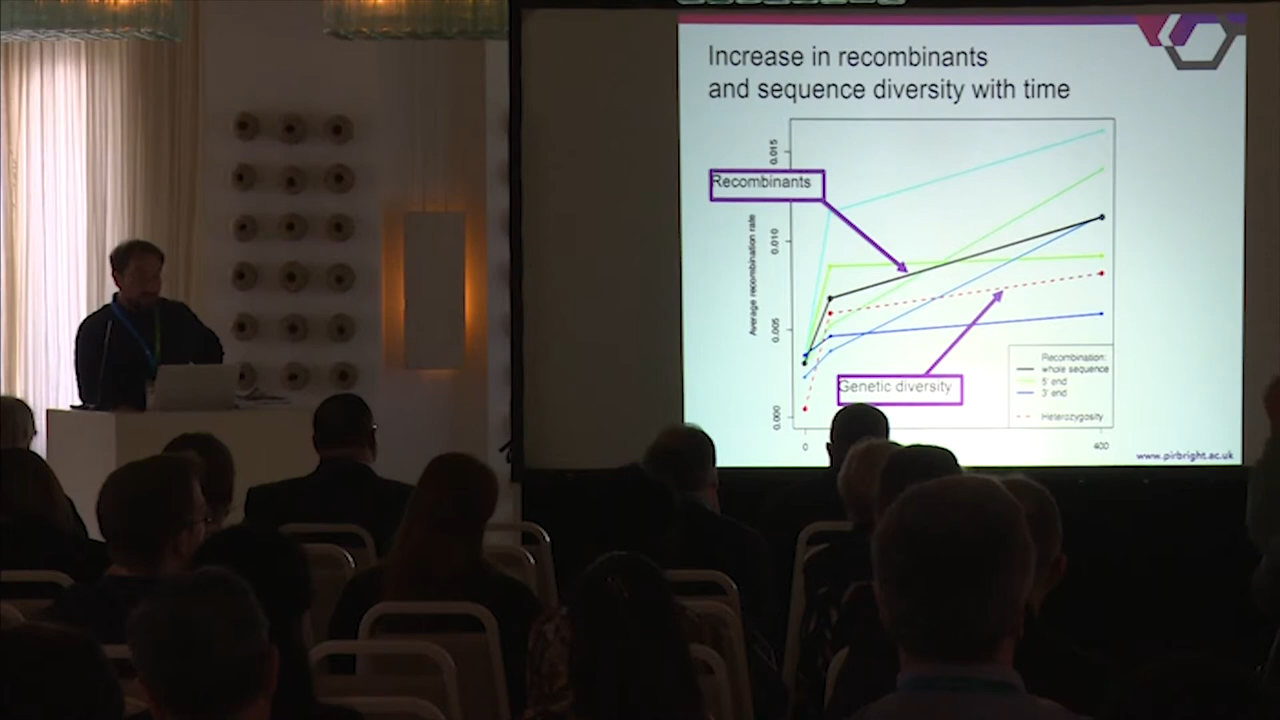 Increase in recombinants
and sequence diversity with time
0.015
Recombinants
Average recombination rate
0.010
0.005
Recombination:
whole sequence
5' end
3' end
Genetic diversity
Heterozygosity
0.000
0
400
www.pirbright.ac.uk